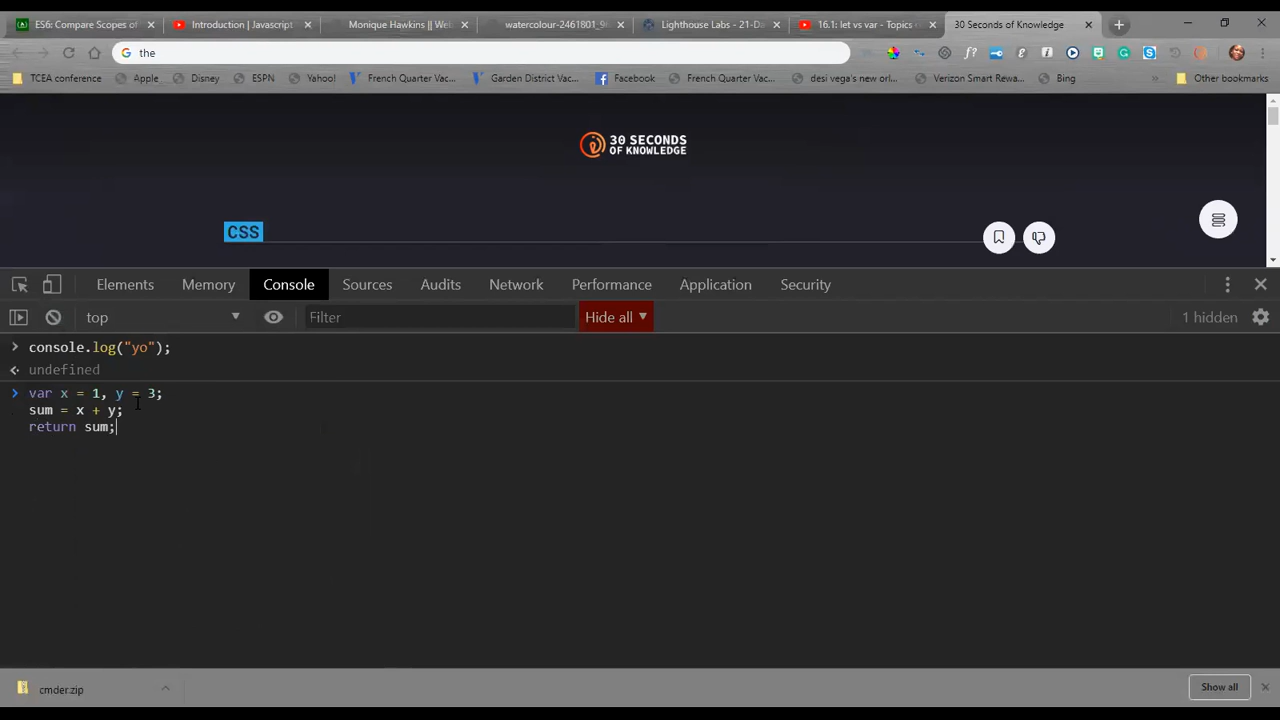 ES6: Compare Scopes of
Introduction | Javascript
Monique Hawkins || Web
watercolour-2461801_96
Lighthouse Labs - 21-Da
16.1: let vs var - Topics
30 Seconds of Knowledge
the
TCEA conference
Apple
Disney
ESPN
Yahoo!
French Quarter Vac...
Garden District Vac...
Facebook
French Quarter Vac...
desi vega's new orl...
Verizon Smart Rewa...
Bing
»
Other bookmarks
30 SECONDS
OF KNOWLEDGE
CSS
Elements
Memory
Console
Sources
Audits
Network
Performance
Application
Security
top
Filter
Hide all
1 hidden
console.log("yo");
undefined
var x = 1, y = 3;
sum = x + y;
return sum;
cmder.zip
Show all